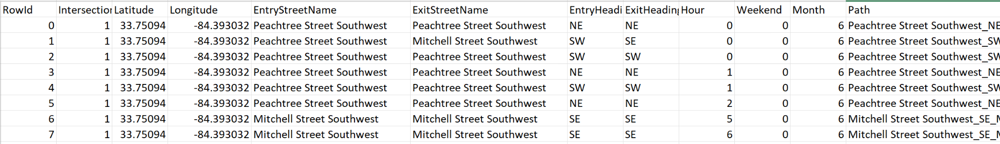 RowId Intersection Latitude Longitude EntryStreetName ExitStreetName EntryHeadi ExitHeading Hour Weekend Month Path
0 1 33.75094 -84.393032 Peachtree Street Southwest Peachtree Street Southwest NE NE 0 0 6 Peachtree Street Southwest_NE
1 1 33.75094 -84.393032 Peachtree Street Southwest Mitchell Street Southwest SW SE 0 0 6 Peachtree Street Southwest_SW
2 1 33.75094 -84.393032 Peachtree Street Southwest Peachtree Street Southwest SW SW 0 0 6 Peachtree Street Southwest_SW
3 1 33.75094 -84.393032 Peachtree Street Southwest Peachtree Street Southwest NE NE 1 0 6 Peachtree Street Southwest_NE
4 1 33.75094 -84.393032 Peachtree Street Southwest Peachtree Street Southwest SW SW 1 0 6 Peachtree Street Southwest_SW
5 1 33.75094 -84.393032 Peachtree Street Southwest Peachtree Street Southwest NE NE 2 0 6 Peachtree Street Southwest_NE
6 1 33.75094 -84.393032 Mitchell Street Southwest Mitchell Street Southwest SE SE 5 0 6 Mitchell Street Southwest_SE_M
7 1 33.75094 -84.393032 Mitchell Street Southwest Mitchell Street Southwest SE SE 6 0 6 Mitchell Street Southwest_SE_M